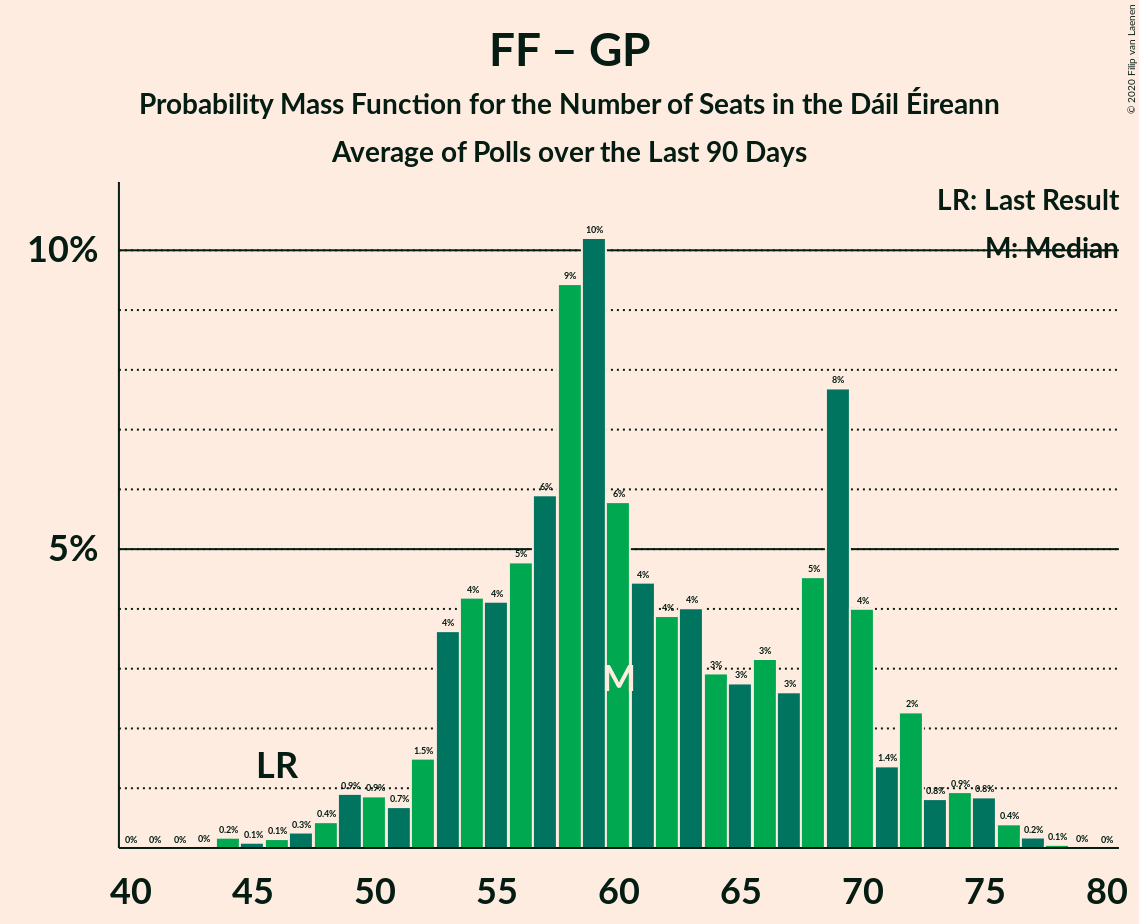 FF – GP
Probability Mass Function for the Number of Seats in the Dáil Éireann
Average of Polls over the Last 90 Days
© 2020 Filip van Laenen
LR: Last Result
M: Median
10%
5%
LR
M
0% 0% 0% 0% 0.2% 0.1% 0.1% 0.3% 0.4% 0.9% 0.9% 0.7% 1.5% 4% 4% 4% 5% 6% 9% 10% 6% 4% 4% 4% 3% 3% 3% 3% 5% 8% 4% 1.4% 2% 0.8% 0.9% 0.8% 0.4% 0.2% 0.1% 0% 0%
40 45 50 55 60 65 70 75 80